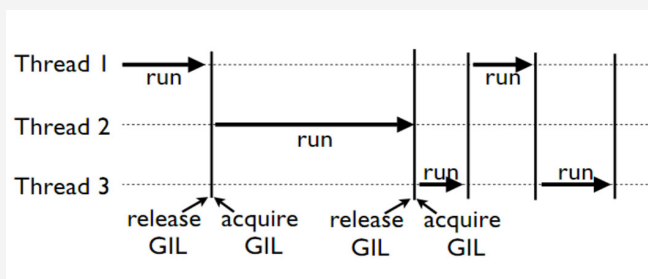 Thread 1
run
run
Thread 2
run
Thread 3
run
run
release acquire release acquire
GIL GIL GIL GIL